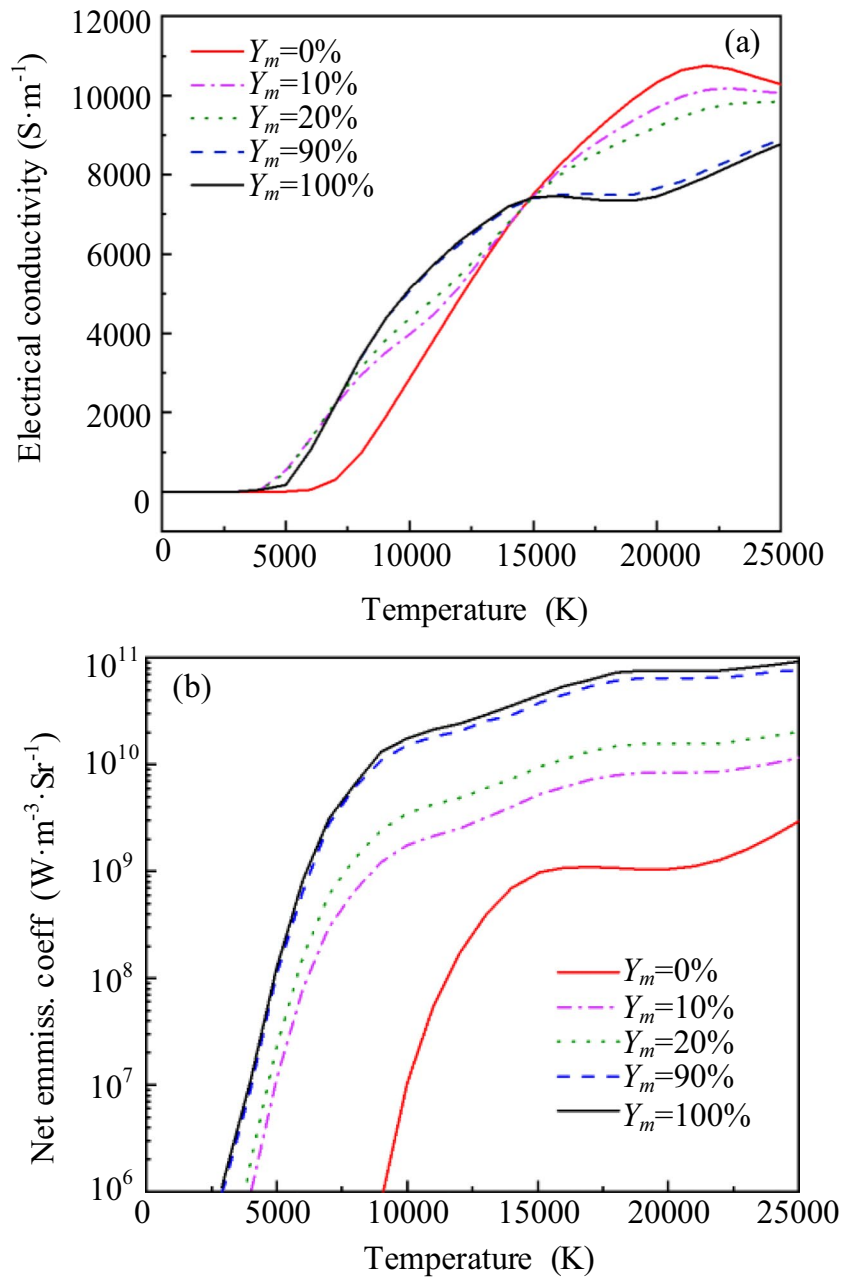 12000
10000
8000
6000
4000
2000
0
Electrical conductivity (S·m⁻¹)
Yₘ=0%
Yₘ=10%
Yₘ=20%
Yₘ=90%
Yₘ=100%
(a)
0 5000 10000 15000 20000 25000
Temperature (K)
10¹¹
10¹⁰
10⁹
10⁸
10⁷
10⁶
Net emmiss. coeff (W·m⁻³·Sr⁻¹)
(b)
Yₘ=0%
Yₘ=10%
Yₘ=20%
Yₘ=90%
Yₘ=100%
0 5000 10000 15000 20000 25000
Temperature (K)